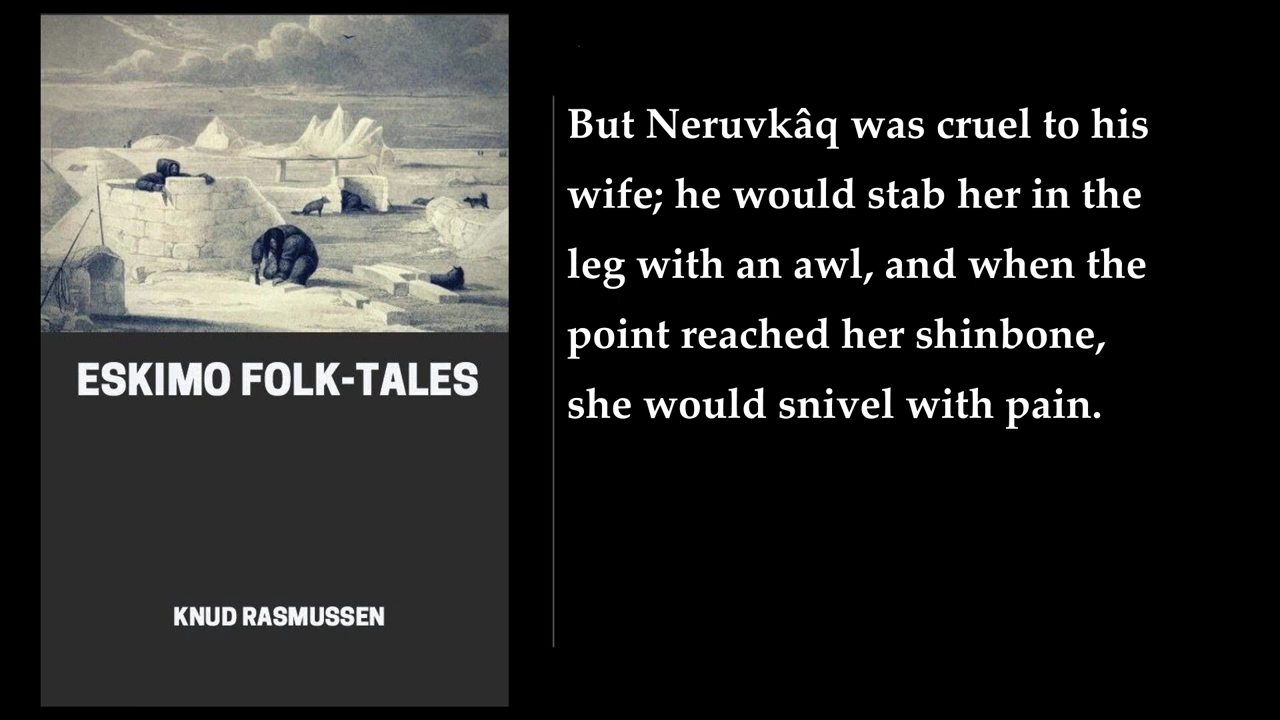 ESKIMO FOLK-TALES
KNUD RASMUSSEN
But Neruvkâq was cruel to his
wife; he would stab her in the
leg with an awl, and when the
point reached her shinbone,
she would snivel with pain.